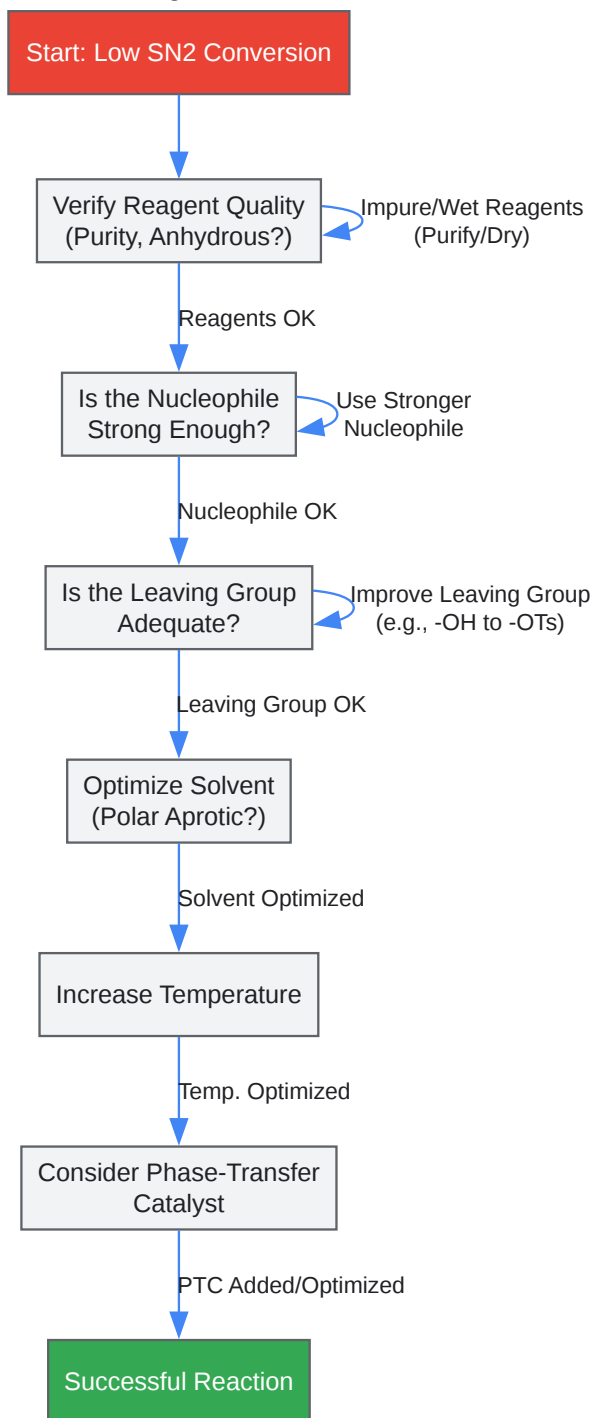 Start: Low SN2 Conversion
Verify Reagent Quality
(Purity, Anhydrous?)
Impure/Wet Reagents
(Purify/Dry)
Reagents OK
Is the Nucleophile
Strong Enough?
Use Stronger
Nucleophile
Nucleophile OK
Is the Leaving Group
Adequate?
Improve Leaving Group
(e.g., -OH to -OTs)
Leaving Group OK
Optimize Solvent
(Polar Aprotic?)
Solvent Optimized
Increase Temperature
Temp. Optimized
Consider Phase-Transfer
Catalyst
PTC Added/Optimized
Successful Reaction